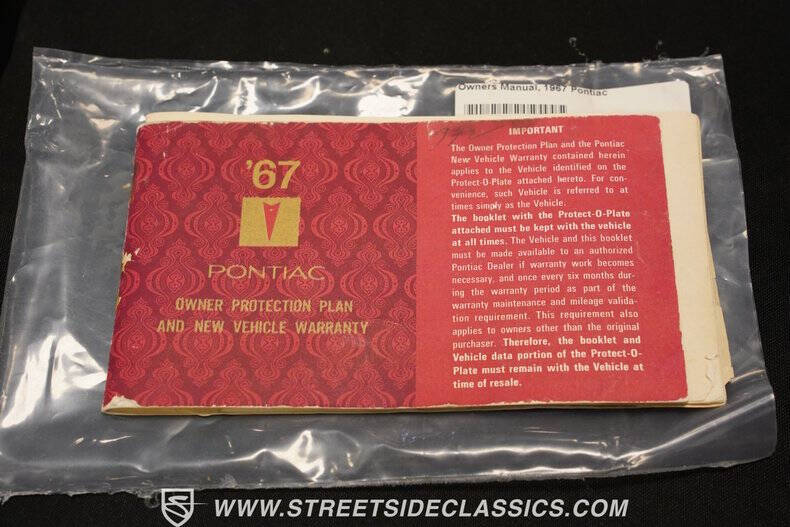 Owners Manual, 1967 Pontiac
'67
PONTIAC
OWNER PROTECTION PLAN
AND NEW VEHICLE WARRANTY
IMPORTANT
The Owner Protection Plan and the Pontiac
New Vehicle Warranty contained herein
applies to the Vehicle identified on the
Protect-O-Plate attached hereto. For con-
venience, such Vehicle is referred to at
times simply as the Vehicle.
The booklet with the Protect-O-Plate
attached must be kept with the vehicle
at all times. The Vehicle and this booklet
must be made available to an authorized
Pontiac Dealer if warranty work becomes
necessary, and once every six months dur-
ing the warranty period as part of the
warranty maintenance and mileage valida-
tion requirement. This requirement also
applies to owners other than the original
purchaser. Therefore, the booklet and
Vehicle data portion of the Protect-O-
Plate must remain with the Vehicle at
time of resale.
WWW.STREETSIDECLASSICS.COM